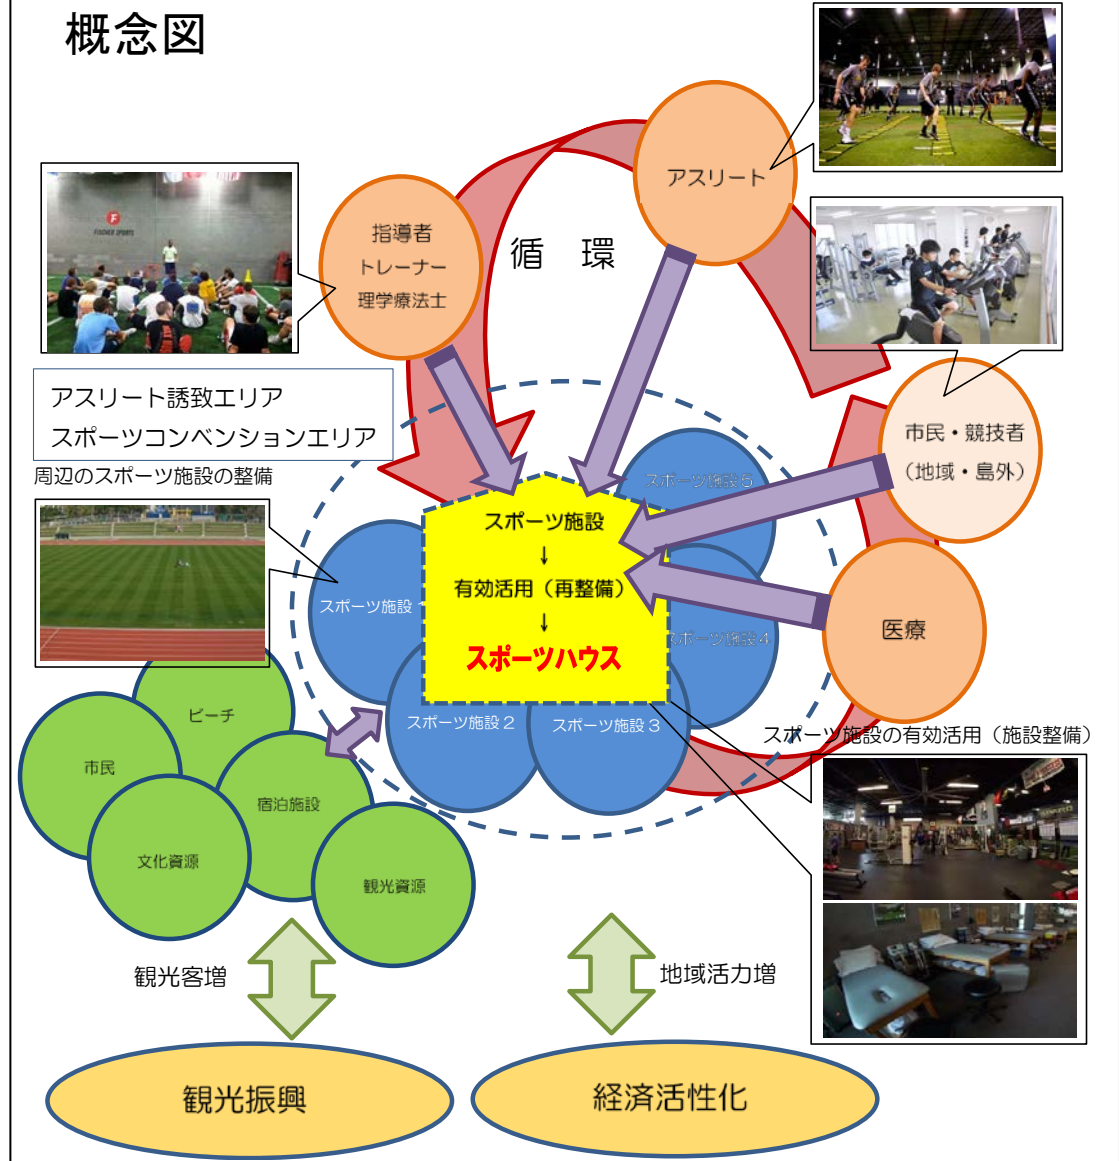 概念図
アスリート
指導者
トレーナー
理学療法士
循　環
FISCHER SPORTS
アスリート誘致エリア
スポーツコンベンションエリア
周辺のスポーツ施設の整備
市民・競技者
（地域・島外）
スポーツ施設５
スポーツ施設
↓
有効活用（再整備）
↓
スポーツハウス
スポーツ施設１
スポーツ施設４
医療
スポーツ施設２
スポーツ施設３
スポーツ施設の有効活用（施設整備）
ビーチ
市民
宿泊施設
文化資源
観光資源
観光客増
地域活力増
観光振興
経済活性化